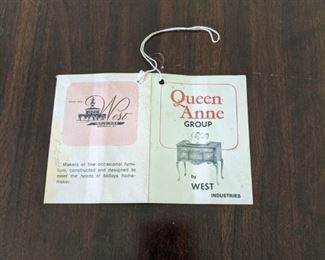 West
Makers of fine occasional furni-
ture, constructed and designed to
meet the needs of todays home-
maker.
Queen
Anne
GROUP
by
WEST
INDUSTRIES